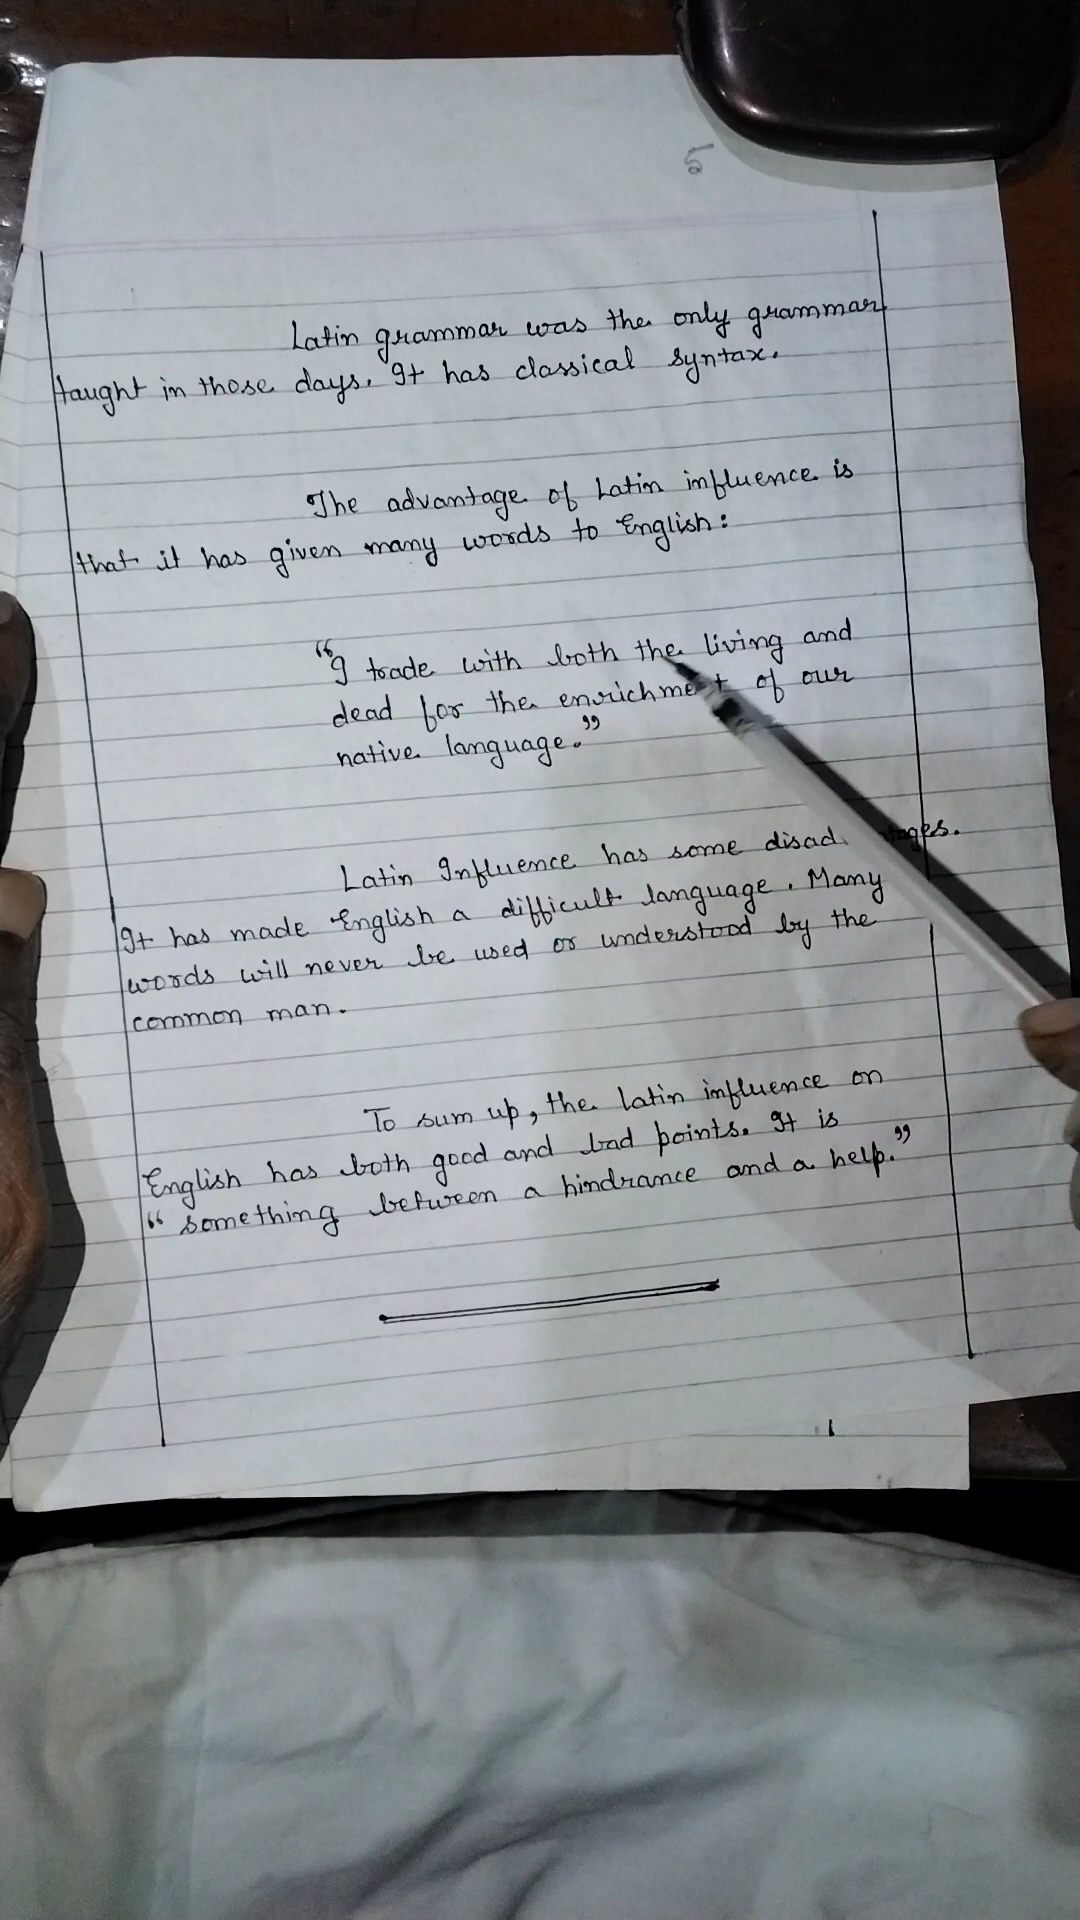 5
Latin grammar was the only grammar
taught in those days. It has classical syntax.
The advantage of Latin influence is
that it has given many words to English:
“I trade with both the living and
dead for the enrichment of our
native language.”
Latin Influence has some disad tages.
It has made English a difficult language. Many
words will never be used or understood by the
common man.
To sum up, the Latin influence on
English has both good and bad points. It is
“something between a hindrance and a help.”